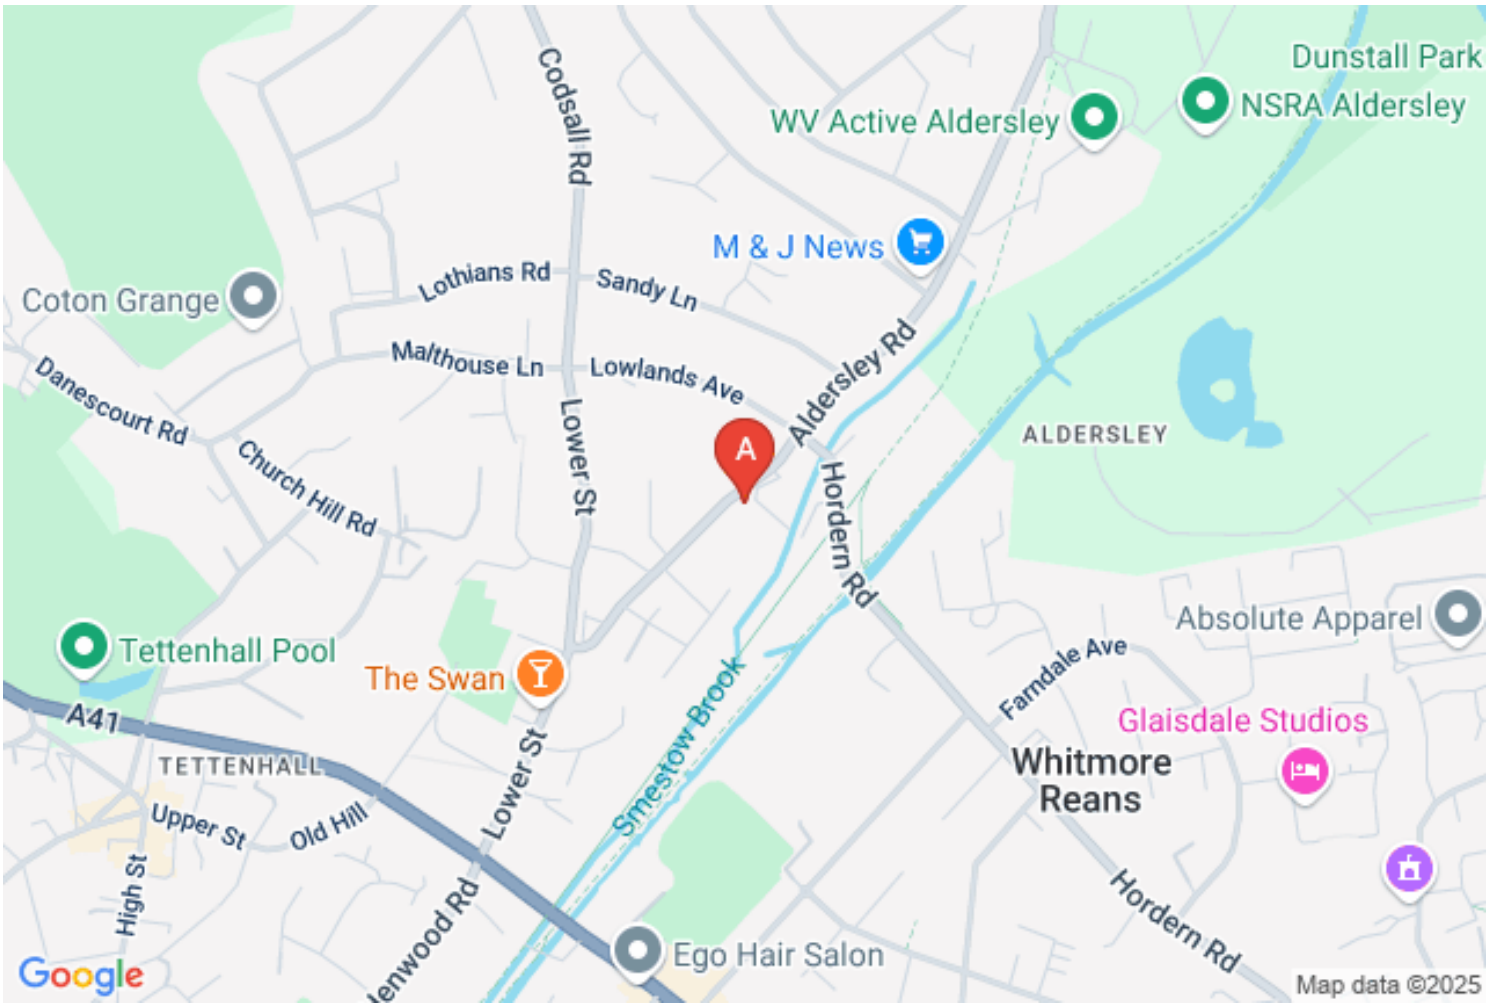 Dunstall Park
NSRA Aldersley
WV Active Aldersley
Codsall Rd
M & J News
Lothians Rd
Sandy Ln
Coton Grange
Malthouse Ln
Lowlands Ave
Aldersley Rd
Danescourt Rd
Lower St
A
ALDERSLEY
Church Hill Rd
Hordern Rd
Absolute Apparel
Tettenhall Pool
The Swan
Farndale Ave
Smestow Brook
A41
Glaisdale Studios
TETTENHALL
Lower St
Whitmore
Reans
Upper St
Old Hill
High St
Hordern Rd
lenwood Rd
Ego Hair Salon
Google
Map data ©2025